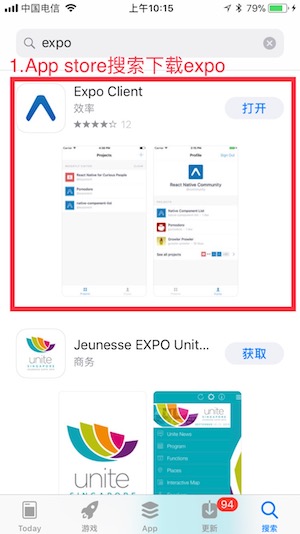 中国电信
上午10:15
79%
expo
1.App store搜索下载expo
Expo Client
效率
12
打开
Projects
React Native for Curious People
Pomodoro
native-component-list
Profile
Sign Out
React Native Community
Native Component List
Pomodoro
Growler Prowler
See all projects
Jeunesse EXPO Unit...
商务
获取
unite
SINGAPORE
unite
SINGAPORE
Unite News
Program
Functions
Places
Interactive Map
94
Today
游戏
App
更新
搜索